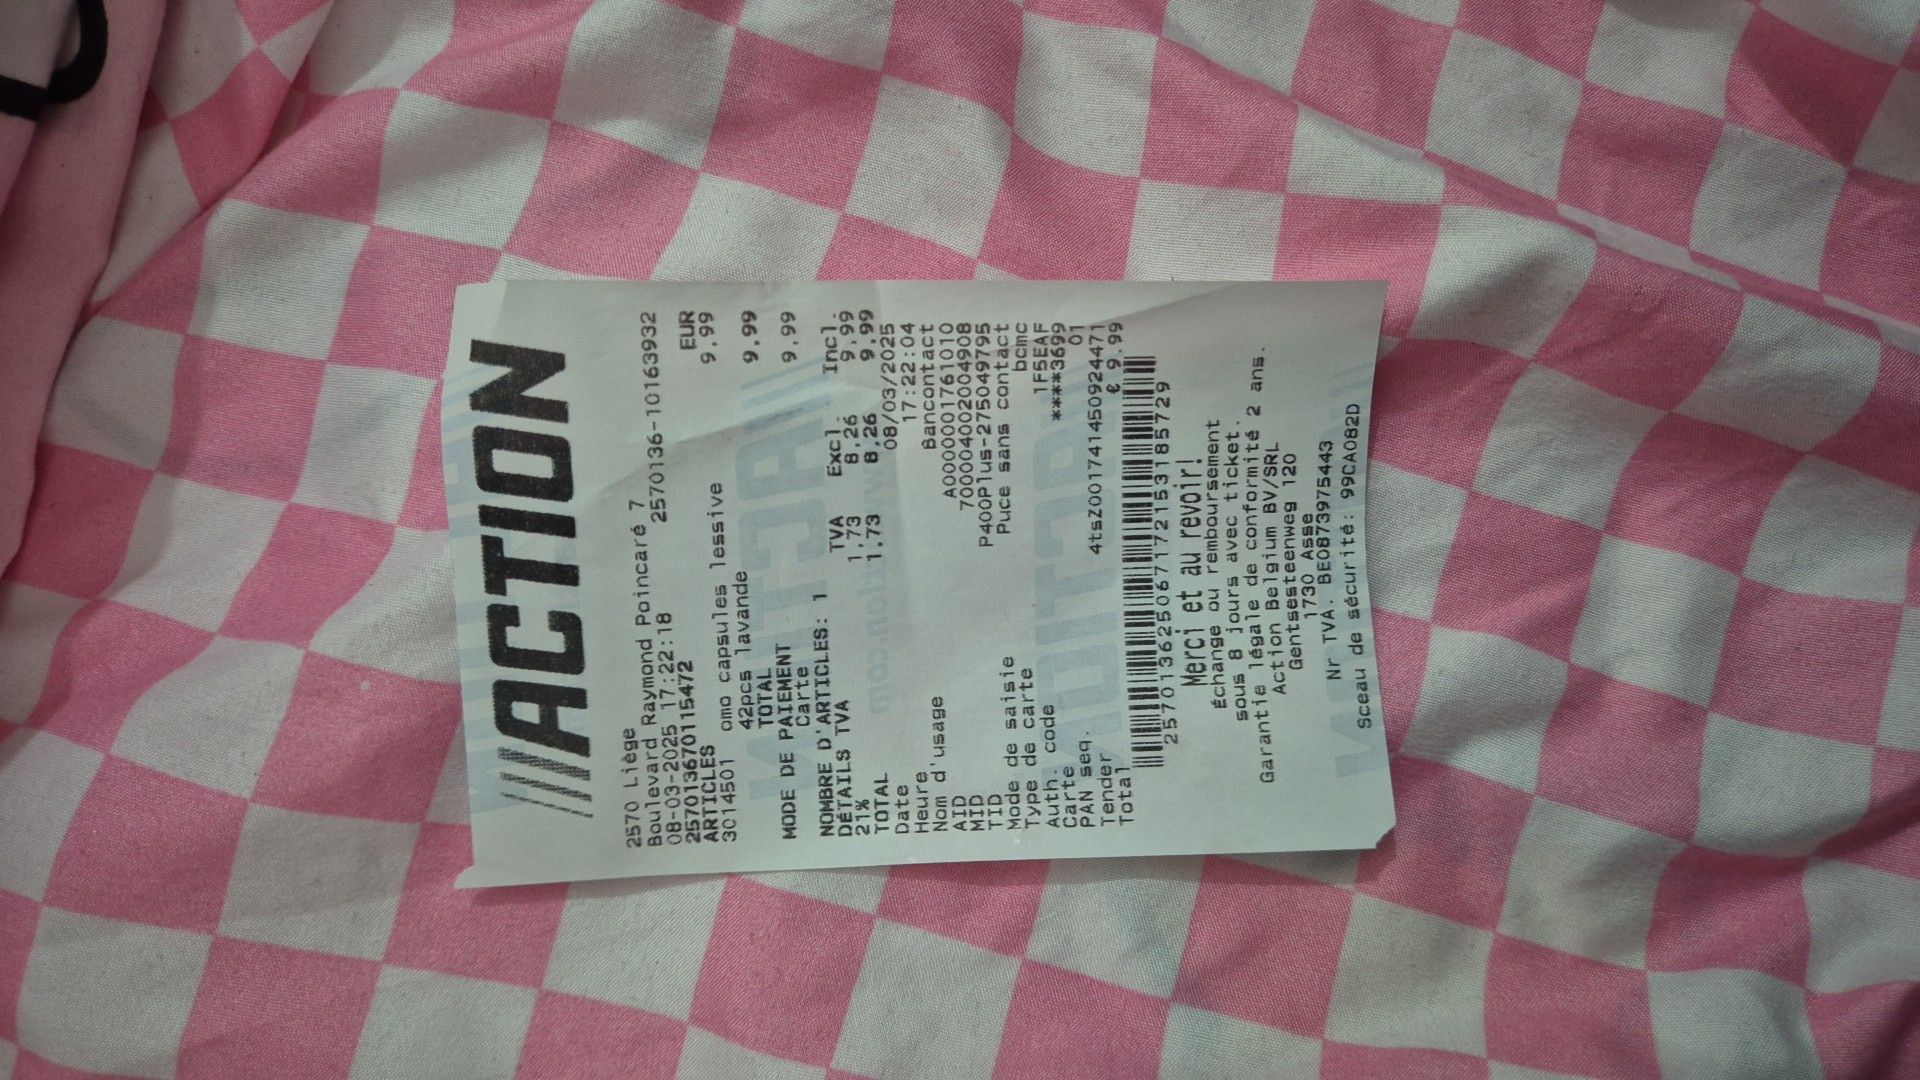 ACTION
2570 Liège
Boulevard Raymond Poincaré 7
08-03-2025 17:22:18 2570136-10163932
257013670115472
ARTICLES EUR
3014501 omo capsules lessive 9,99
42pcs lavande
TOTAL 9,99
MODE DE PAIEMENT
Carte 9,99
NOMBRE D'ARTICLES: 1
DÉTAILS TVA TVA Excl. Incl.
21% 1,73 8,26 9,99
TOTAL 1,73 8,26 9,99
Date 08/03/2025
Heure 17:22:04
Nom d'usage Bancontact
AID A0000001761010
MID 700004002004908
TID P400Plus-275049795
Mode de saisie Puce sans contact
Type de carte bcmc
Auth. code 1F5EAF
Carte ****3699
PAN seq. 01
Tender 4tsZ001741450924471
Total € 9.99
2570136250671721531857​29
Merci et au revoir!
Échange ou remboursement
sous 8 jours avec ticket.
Garantie légale de conformité 2 ans.
Action Belgium BV/SRL
Gentsesteenweg 120
1730 Asse
Nr TVA. BE0873975443
Sceau de sécurité: 99CA082D